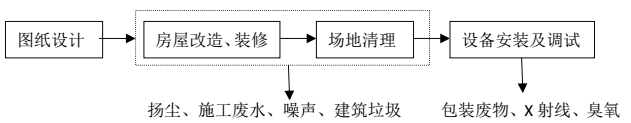 图纸设计 房屋改造、装修 场地清理 设备安装及调试
扬尘、施工废水、噪声、建筑垃圾 包装废物、X 射线、臭氧